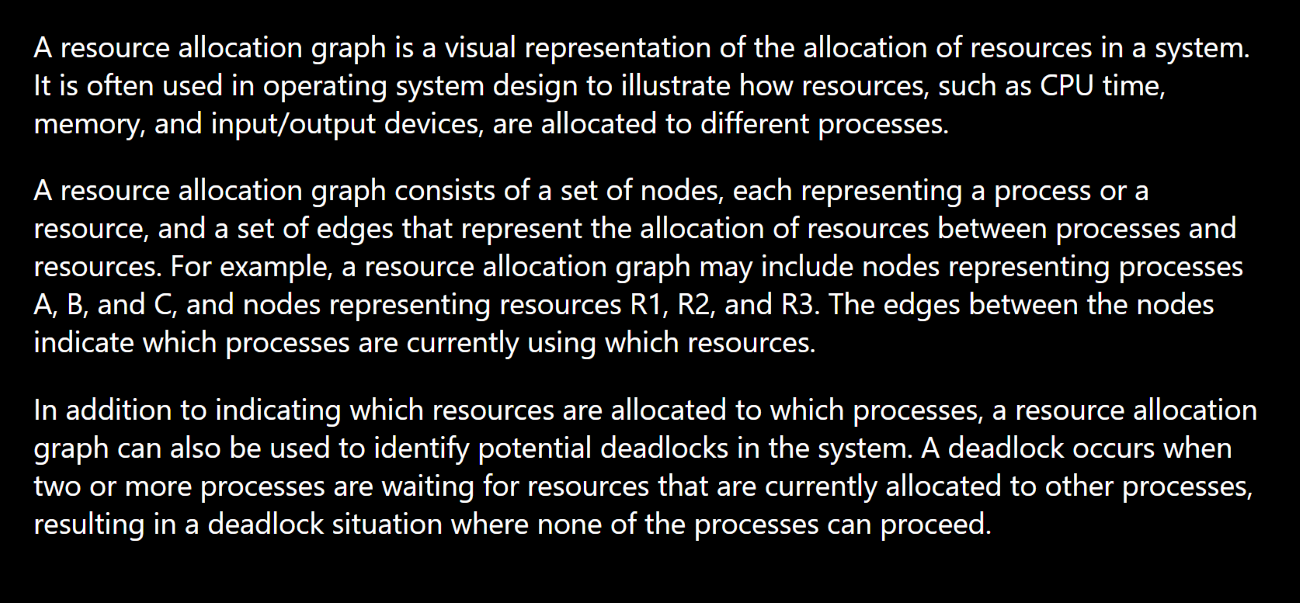 A resource allocation graph is a visual representation of the allocation of resources in a system.
It is often used in operating system design to illustrate how resources, such as CPU time,
memory, and input/output devices, are allocated to different processes.
A resource allocation graph consists of a set of nodes, each representing a process or a
resource, and a set of edges that represent the allocation of resources between processes and
resources. For example, a resource allocation graph may include nodes representing processes
A, B, and C, and nodes representing resources R1, R2, and R3. The edges between the nodes
indicate which processes are currently using which resources.
In addition to indicating which resources are allocated to which processes, a resource allocation
graph can also be used to identify potential deadlocks in the system. A deadlock occurs when
two or more processes are waiting for resources that are currently allocated to other processes,
resulting in a deadlock situation where none of the processes can proceed.